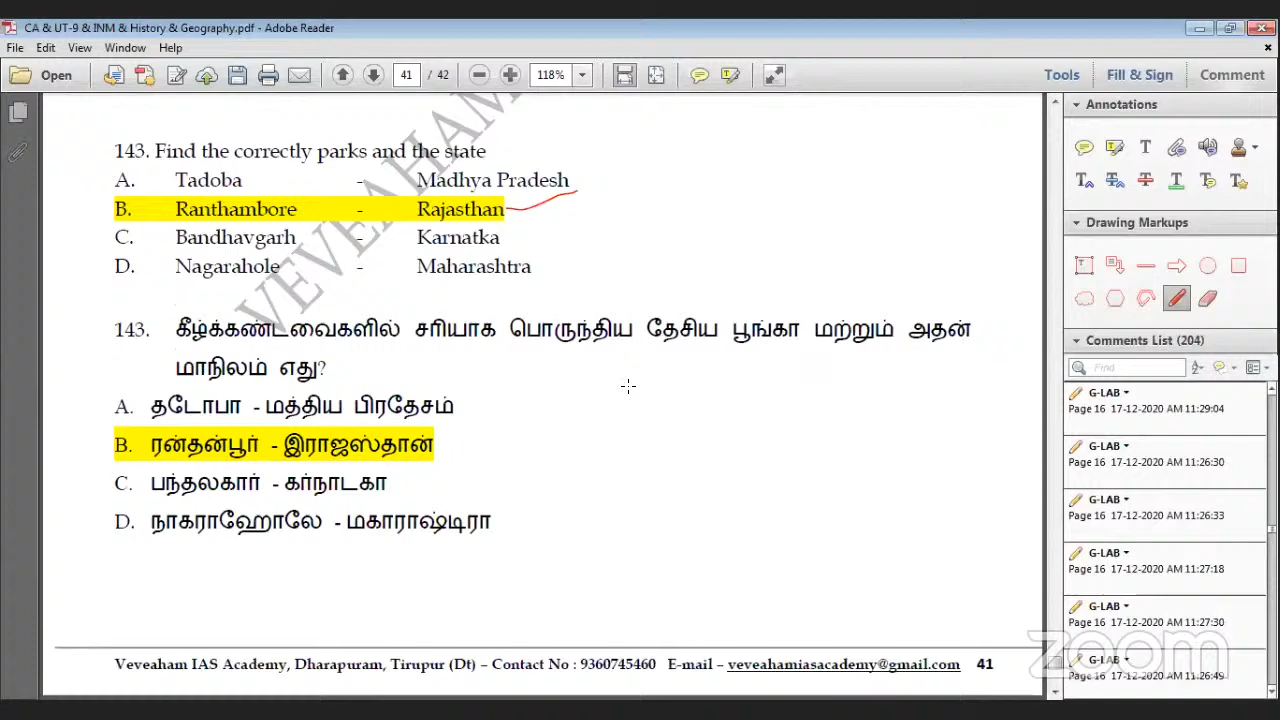 CA & UT-9 & INM & History & Geography.pdf - Adobe Reader
File Edit View Window Help
Open 41 / 42 118% Tools Fill & Sign Comment
VEVEAHAM
143. Find the correctly parks and the state
A. Tadoba - Madhya Pradesh
B. Ranthambore - Rajasthan
C. Bandhavgarh - Karnatka
D. Nagarahole - Maharashtra
143. கீழ்க்கண்டவைகளில் சரியாக பொருந்திய தேசிய பூங்கா மற்றும் அதன்
மாநிலம் எது?
A. தடோபா - மத்திய பிரதேசம்
B. ரன்தன்பூர் - இராஜஸ்தான்
C. பந்தலகார் - கர்நாடகா
D. நாகராஹோலே - மகாராஷ்டிரா
Veveaham IAS Academy, Dharapuram, Tirupur (Dt) – Contact No : 9360745460 E-mail – veveahamiasacademy@gmail.com 41
Annotations
Drawing Markups
Comments List (204)
Find
G-LAB
Page 16 17-12-2020 AM 11:29:04
G-LAB
Page 16 17-12-2020 AM 11:26:30
G-LAB
Page 16 17-12-2020 AM 11:26:33
G-LAB
Page 16 17-12-2020 AM 11:27:18
G-LAB
Page 16 17-12-2020 AM 11:27:30
G-LAB
Page 16 17-12-2020 AM 11:26:49
zoom